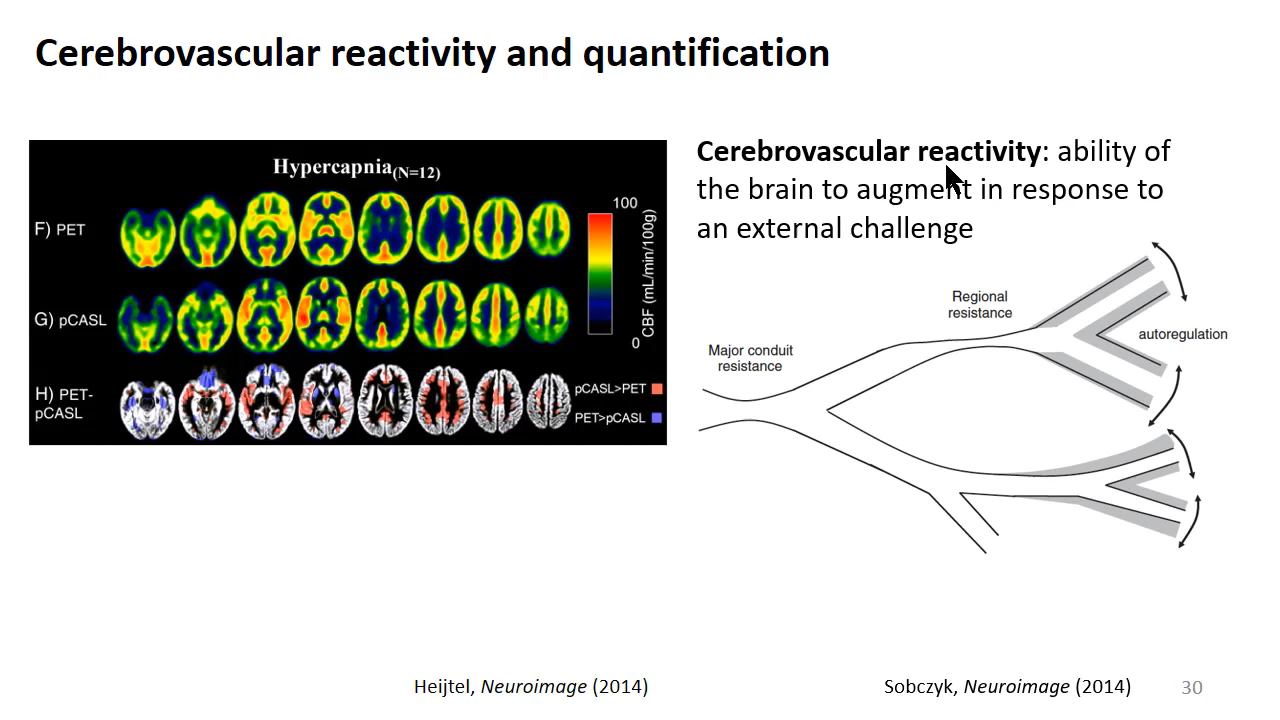 Cerebrovascular reactivity and quantification
Hypercapnia(N=12)
F) PET
G) pCASL
H) PET-
pCASL
100
CBF (mL/min/100g)
0
pCASL>PET
PET>pCASL
Cerebrovascular reactivity: ability of
the brain to augment in response to
an external challenge
Regional
resistance
Major conduit
resistance
autoregulation
Heijtel, Neuroimage (2014)
Sobczyk, Neuroimage (2014)
30